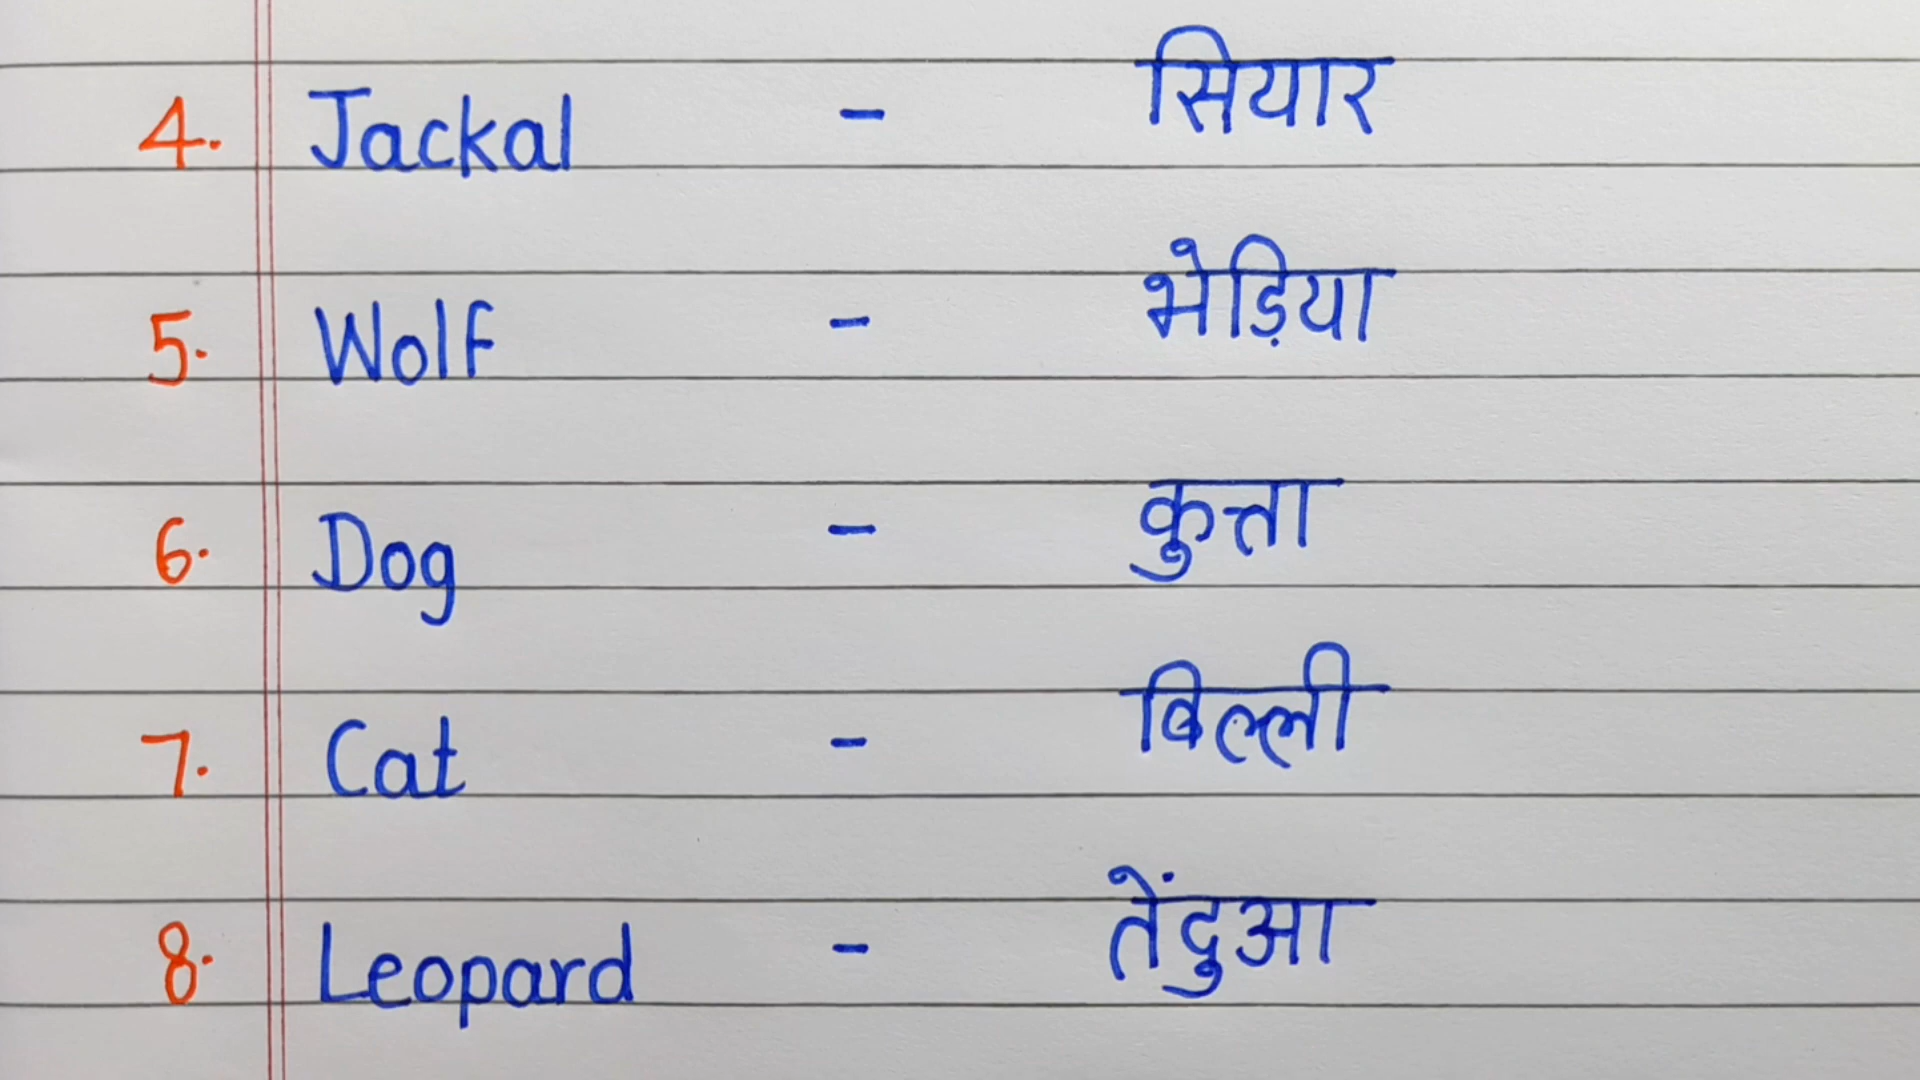 4. Jackal - सियार
5. Wolf - भेड़िया
6. Dog - कुत्ता
7. Cat - बिल्ली
8. Leopard - तेंदुआ